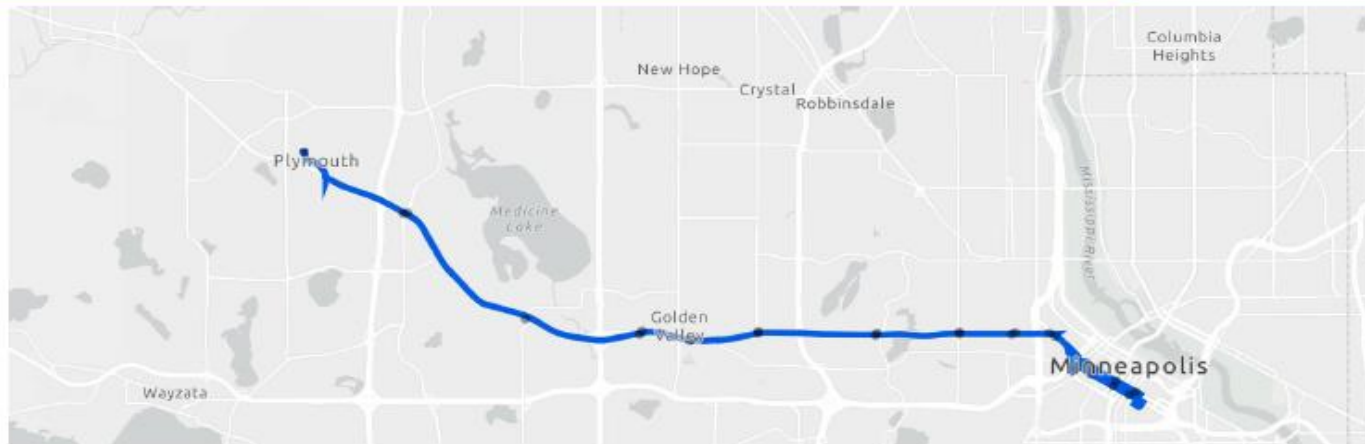 Columbia
Heights
New Hope
Crystal
Robbinsdale
Plymouth
Medicine
Lake
Mississippi River
Golden
Valley
Minneapolis
Wayzata